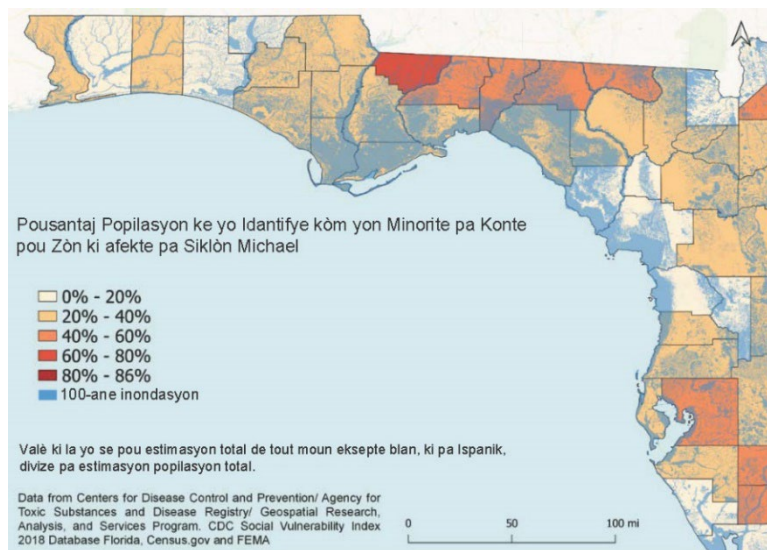 Pousantaj Popilasyon ke yo Idantifye kòm yon Minorite pa Konte
pou Zòn ki afekte pa Siklòn Michael
0% - 20%
20% - 40%
40% - 60%
60% - 80%
80% - 86%
100-ane inondasyon
Valè ki la yo se pou estimasyon total de tout moun eksepte blan, ki pa Ispanik,
divize pa estimasyon popilasyon total.
Data from Centers for Disease Control and Prevention/ Agency for
Toxic Substances and Disease Registry/ Geospatial Research,
Analysis, and Services Program. CDC Social Vulnerability Index
2018 Database Florida, Census.gov and FEMA
0 50 100 mi